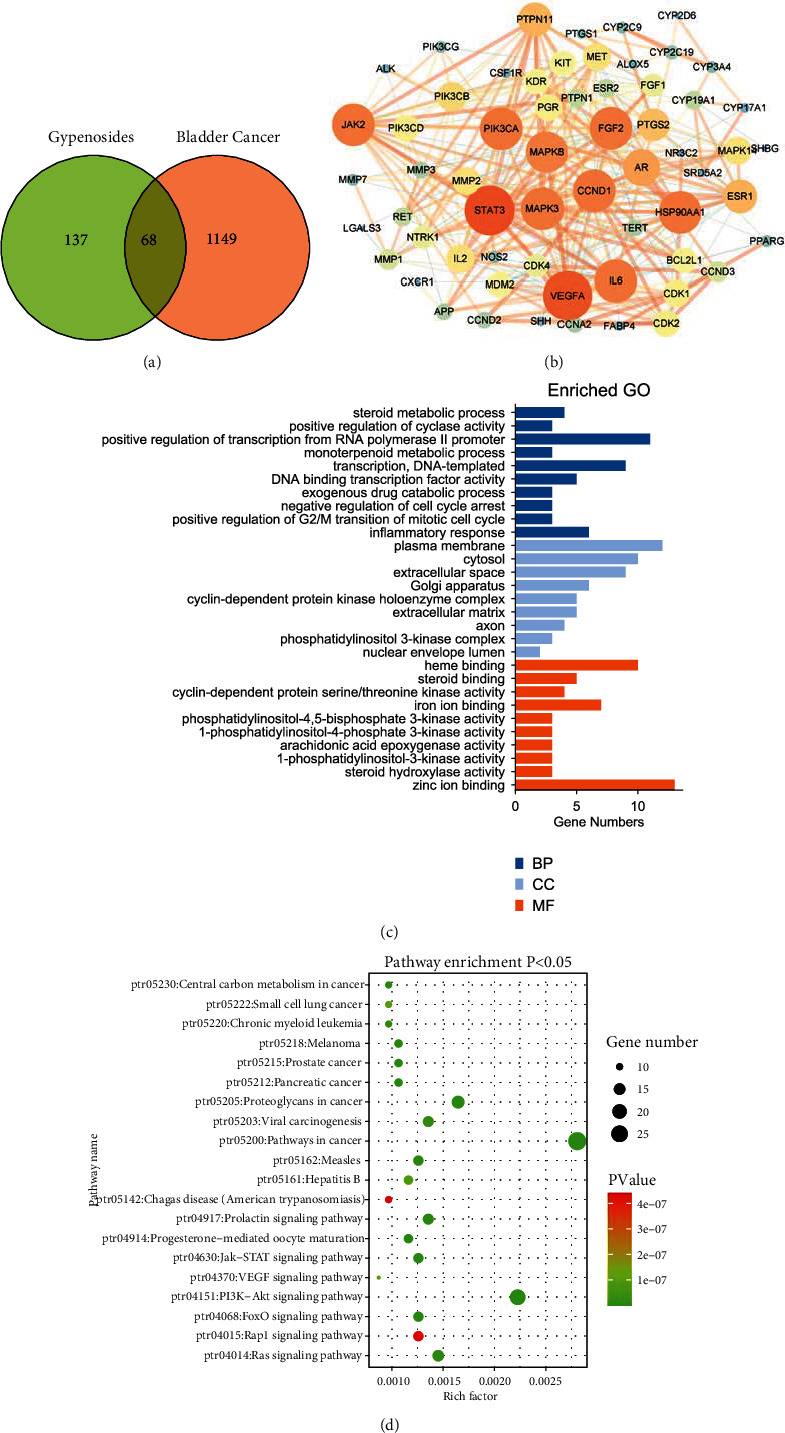 Gypenosides
Bladder Cancer
137
68
1149
(a)
PTPN11
CYP2D6
PTGS1
CYP2C9
PIK3CG
CYP2C19
ALK
CSF1R
KIT
MET
ALOX5
CYP3A4
KDR
ESR2
FGF1
PIK3CB
PGR
PTPN1
CYP19A1
CYP17A1
JAK2
PIK3CD
PIK3CA
FGF2
PTGS2
MAPK8
NR3C2
MAPK14
SHBG
MMP3
AR
SRD5A2
MMP7
MMP2
CCND1
ESR1
STAT3
MAPK3
HSP90AA1
RET
LGALS3
NTRK1
TERT
PPARG
MMP1
IL2
NOS2
CDK4
BCL2L1
CCND3
CXCR1
MDM2
IL6
VEGFA
CDK1
APP
CCND2
SHH
CCNA2
FABP4
CDK2
(b)
Enriched GO
steroid metabolic process
positive regulation of cyclase activity
positive regulation of transcription from RNA polymerase II promoter
monoterpenoid metabolic process
transcription, DNA-templated
DNA binding transcription factor activity
exogenous drug catabolic process
negative regulation of cell cycle arrest
positive regulation of G2/M transition of mitotic cell cycle
inflammatory response
plasma membrane
cytosol
extracellular space
Golgi apparatus
cyclin-dependent protein kinase holoenzyme complex
extracellular matrix
axon
phosphatidylinositol 3-kinase complex
nuclear envelope lumen
heme binding
steroid binding
cyclin-dependent protein serine/threonine kinase activity
iron ion binding
phosphatidylinositol-4,5-bisphosphate 3-kinase activity
1-phosphatidylinositol-4-phosphate 3-kinase activity
arachidonic acid epoxygenase activity
1-phosphatidylinositol-3-kinase activity
steroid hydroxylase activity
zinc ion binding
0 5 10
Gene Numbers
BP
CC
MF
(c)
Pathway enrichment P<0.05
Pathway name
ptr05230:Central carbon metabolism in cancer
ptr05222:Small cell lung cancer
ptr05220:Chronic myeloid leukemia
ptr05218:Melanoma
ptr05215:Prostate cancer
ptr05212:Pancreatic cancer
ptr05205:Proteoglycans in cancer
ptr05203:Viral carcinogenesis
ptr05200:Pathways in cancer
ptr05162:Measles
ptr05161:Hepatitis B
ptr05142:Chagas disease (American trypanosomiasis)
ptr04917:Prolactin signaling pathway
ptr04914:Progesterone−mediated oocyte maturation
ptr04630:Jak−STAT signaling pathway
ptr04370:VEGF signaling pathway
ptr04151:PI3K−Akt signaling pathway
ptr04068:FoxO signaling pathway
ptr04015:Rap1 signaling pathway
ptr04014:Ras signaling pathway
0.0010 0.0015 0.0020 0.0025
Rich factor
Gene number
10
15
20
25
PValue
4e−07
3e−07
2e−07
1e−07
(d)